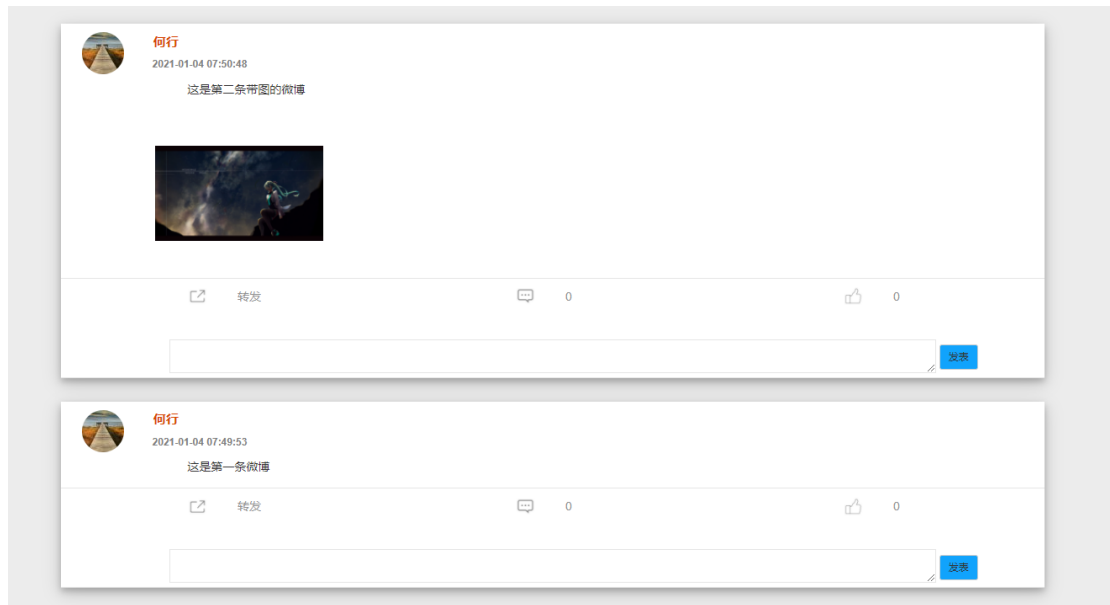 何行
2021-01-04 07:50:48
这是第二条带图的微博
转发 0 0
发表
何行
2021-01-04 07:49:53
这是第一条微博
转发 0 0
发表